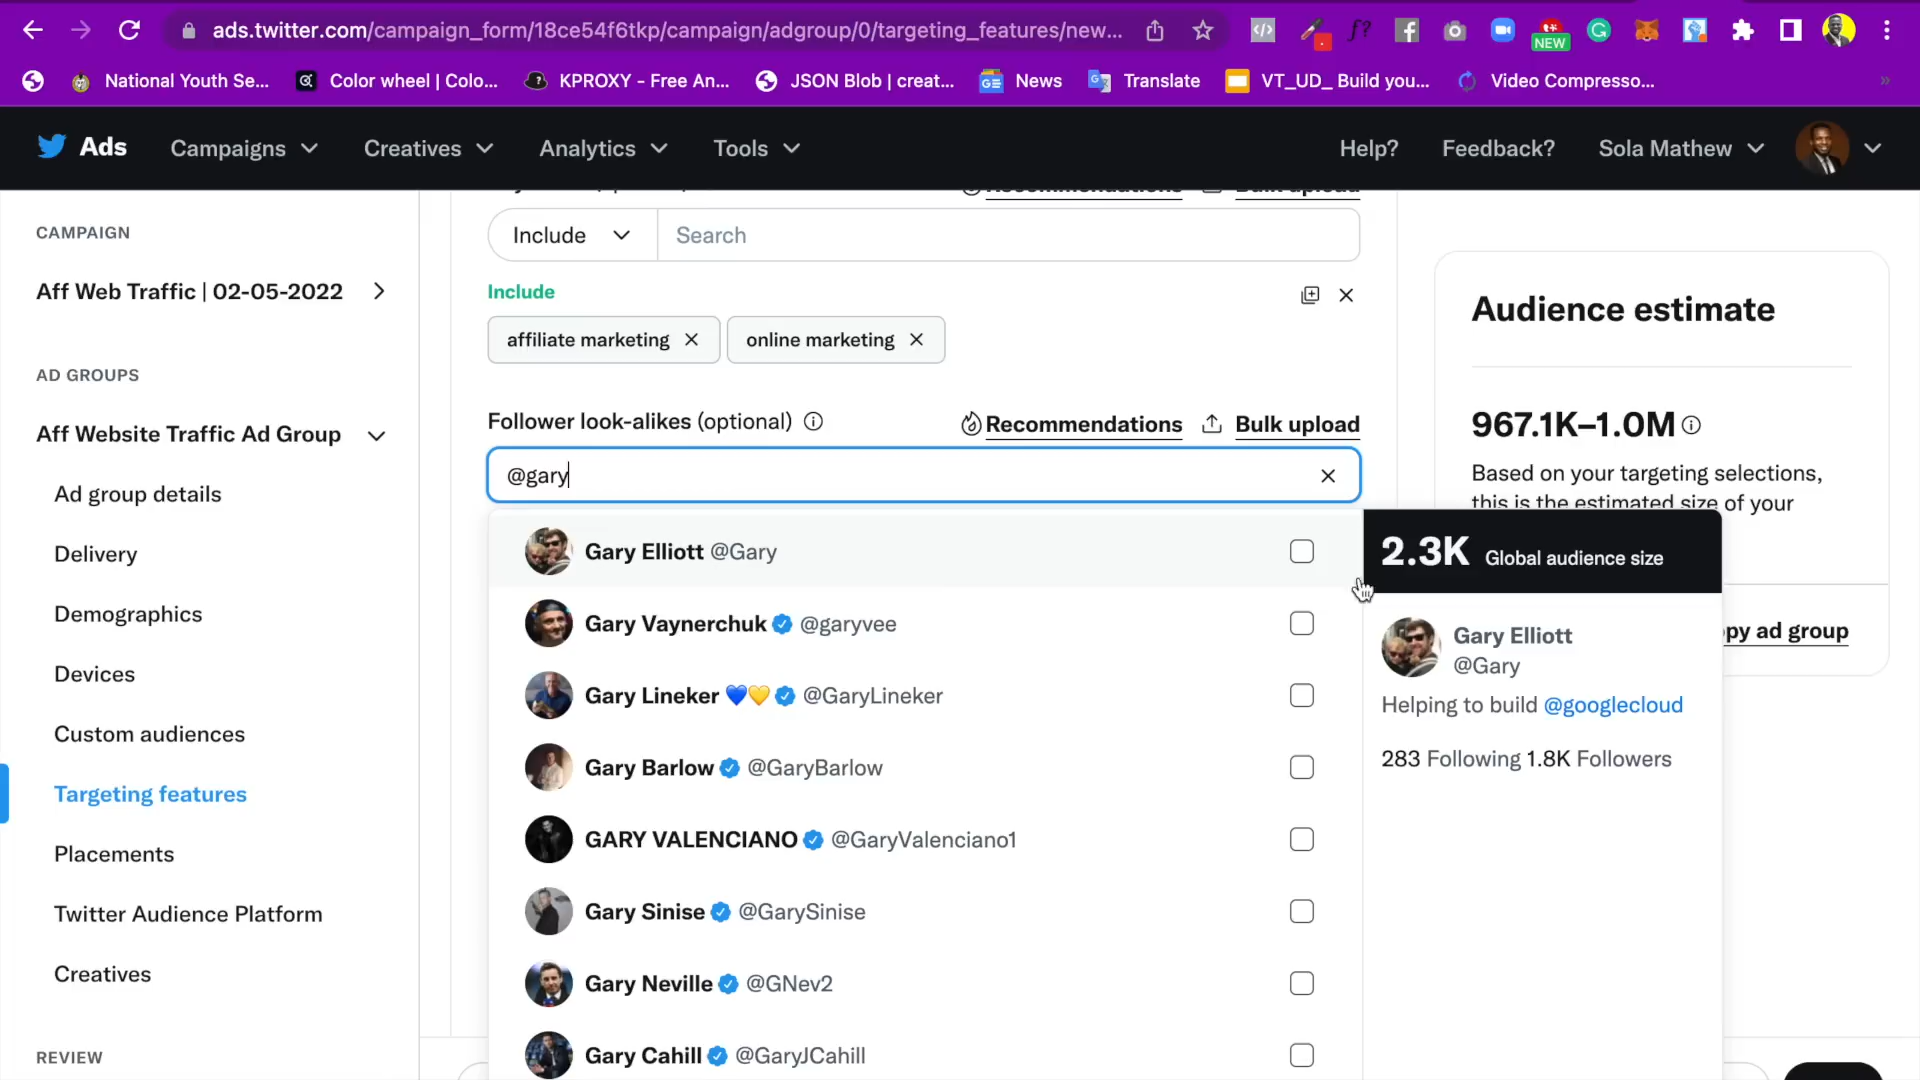 ads.twitter.com/campaign_form/18ce54f6tkp/campaign/adgroup/0/targeting_features/new...
NEW
National Youth Se...
Color wheel | Colo...
KPROXY - Free An...
JSON Blob | creat...
News
Translate
VT_UD_ Build you...
Video Compresso...
Ads
Campaigns
Creatives
Analytics
Tools
Help?
Feedback?
Sola Mathew
CAMPAIGN
Aff Web Traffic | 02-05-2022
AD GROUPS
Aff Website Traffic Ad Group
Ad group details
Delivery
Demographics
Devices
Custom audiences
Targeting features
Placements
Twitter Audience Platform
Creatives
REVIEW
Recommendations
Bulk upload
Include
Search
Include
affiliate marketing
online marketing
Follower look-alikes (optional)
Recommendations
Bulk upload
@gary
Gary Elliott @Gary
Gary Vaynerchuk @garyvee
Gary Lineker 💙💛 @GaryLineker
Gary Barlow @GaryBarlow
GARY VALENCIANO @GaryValenciano1
Gary Sinise @GarySinise
Gary Neville @GNev2
Gary Cahill @GaryJCahill
Audience estimate
967.1K–1.0M
Based on your targeting selections,
this is the estimated size of your
2.3K Global audience size
Gary Elliott
@Gary
Helping to build @googlecloud
283 Following 1.8K Followers
py ad group